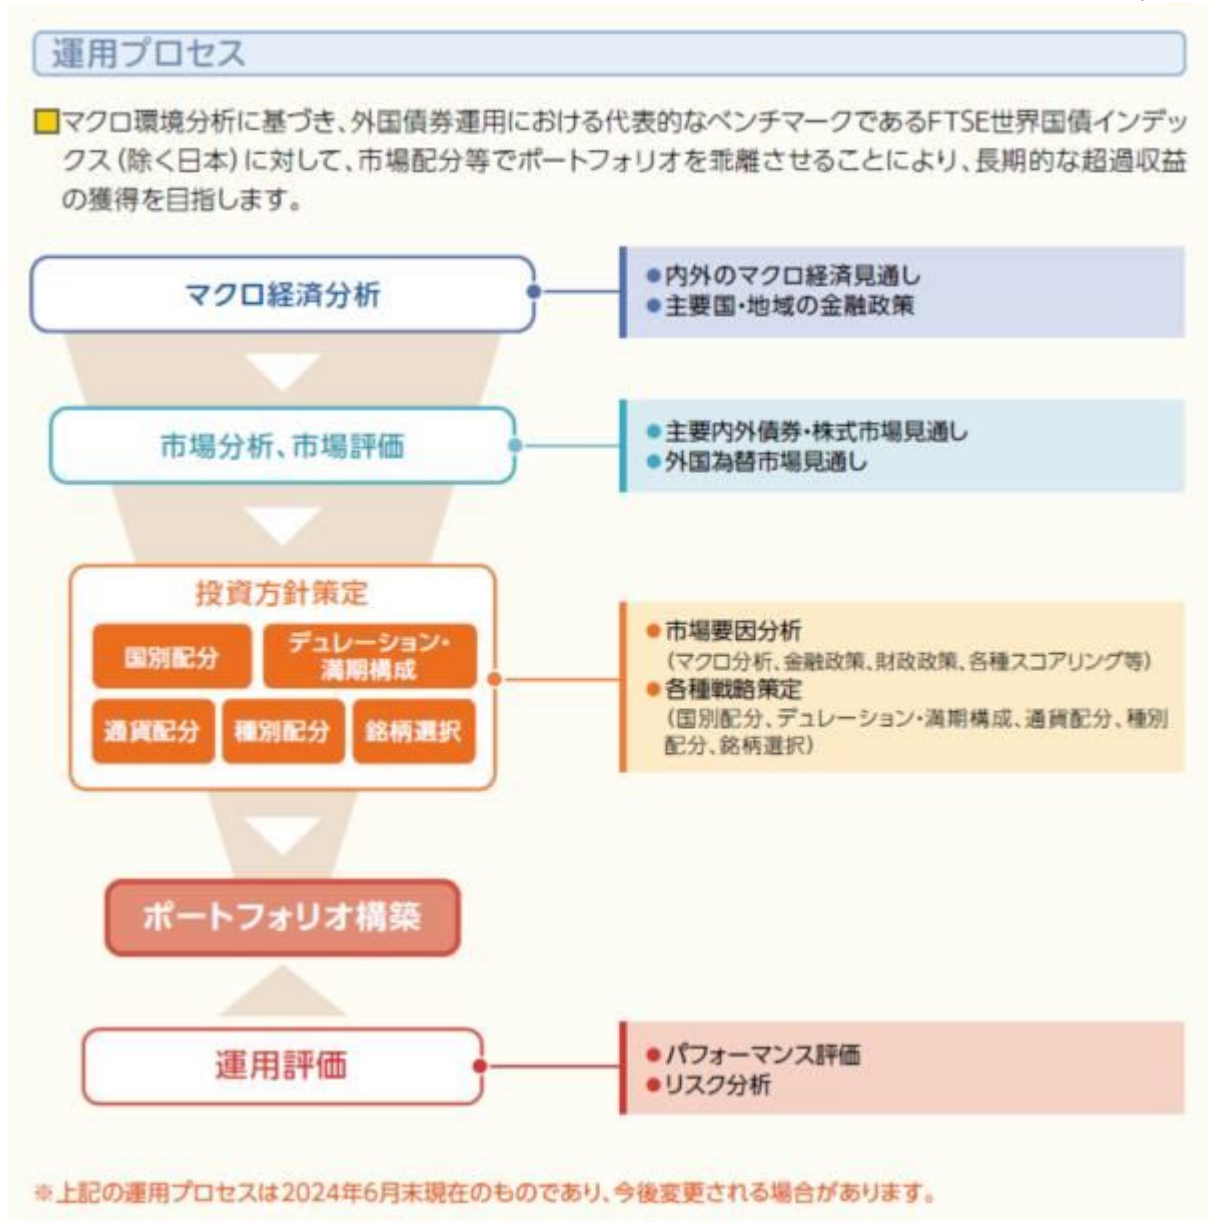 運用プロセス
マクロ環境分析に基づき、外国債券運用における代表的なベンチマークであるFTSE世界国債インデッ
クス(除く日本)に対して、市場配分等でポートフォリオを乖離させることにより、長期的な超過収益
の獲得を目指します。
マクロ経済分析
●内外のマクロ経済見通し
●主要国・地域の金融政策
市場分析、市場評価
●主要内外債券・株式市場見通し
●外国為替市場見通し
投資方針策定
国別配分
デュレーション・
満期構成
通貨配分
種別配分
銘柄選択
●市場要因分析
(マクロ分析、金融政策、財政政策、各種スコアリング等)
●各種戦略策定
(国別配分、デュレーション・満期構成、通貨配分、種別
配分、銘柄選択)
ポートフォリオ構築
運用評価
●パフォーマンス評価
●リスク分析
※上記の運用プロセスは2024年6月末現在のものであり、今後変更される場合があります。